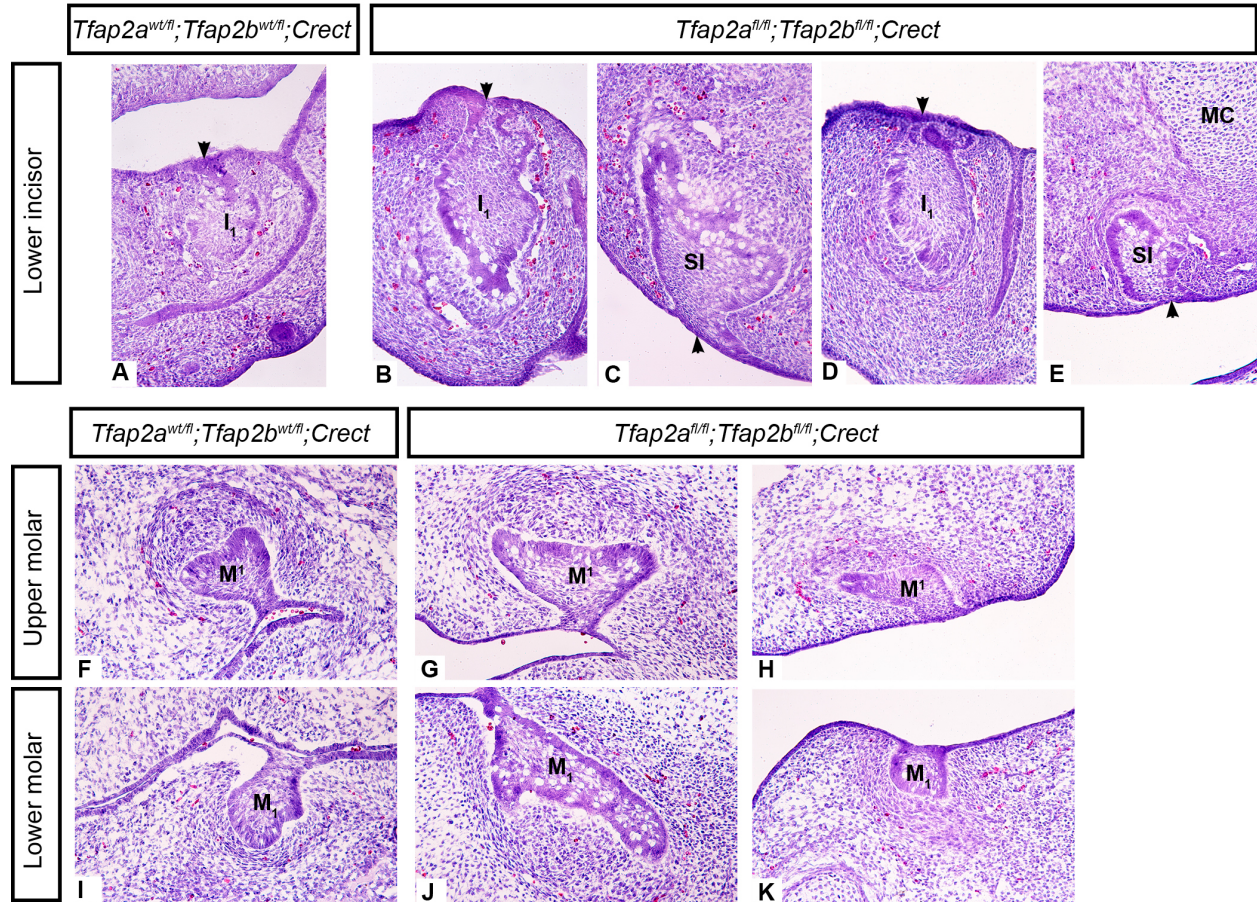 Tfap2a^wt/fl;Tfap2b^wt/fl;Crect
Tfap2a^fl/fl;Tfap2b^fl/fl;Crect
Lower incisor
I₁
A
I₁
B
SI
C
I₁
D
MC
SI
E
Tfap2a^wt/fl;Tfap2b^wt/fl;Crect
Tfap2a^fl/fl;Tfap2b^fl/fl;Crect
Upper molar
M¹
F
M¹
G
M¹
H
Lower molar
M₁
I
M₁
J
M₁
K